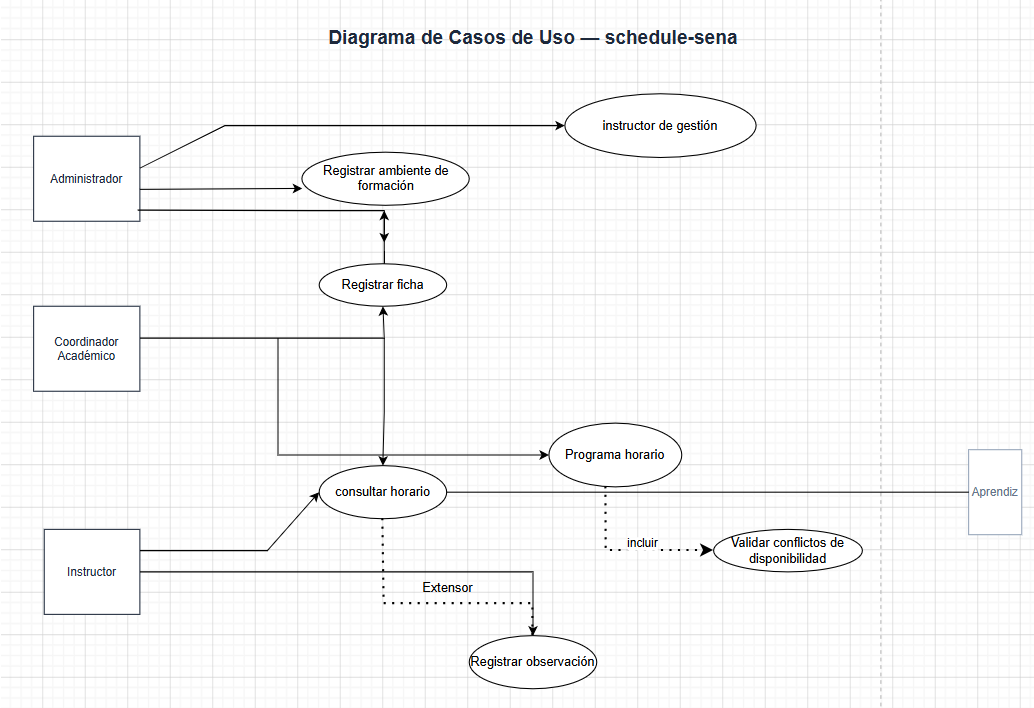 Diagrama de Casos de Uso — schedule-sena
instructor de gestión
Administrador
Registrar ambiente de
formación
Registrar ficha
Coordinador
Académico
Programa horario
consultar horario
Aprendiz
incluir
Validar conflictos de
disponibilidad
Instructor
Extensor
Registrar observación